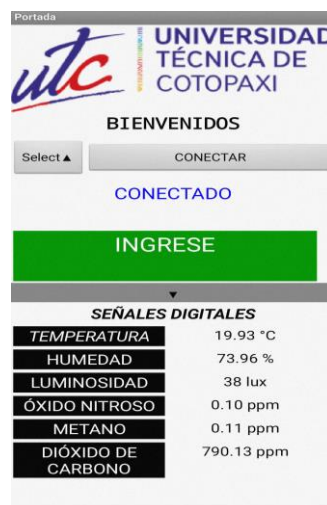 Portada
utc
UNIVERSIDAD
TÉCNICA DE
COTOPAXI
BIENVENIDOS
Select▲ CONECTAR
CONECTADO
INGRESE
▼
SEÑALES DIGITALES
TEMPERATURA 19.93 °C
HUMEDAD 73.96 %
LUMINOSIDAD 38 lux
ÓXIDO NITROSO 0.10 ppm
METANO 0.11 ppm
DIÓXIDO DE 790.13 ppm
CARBONO